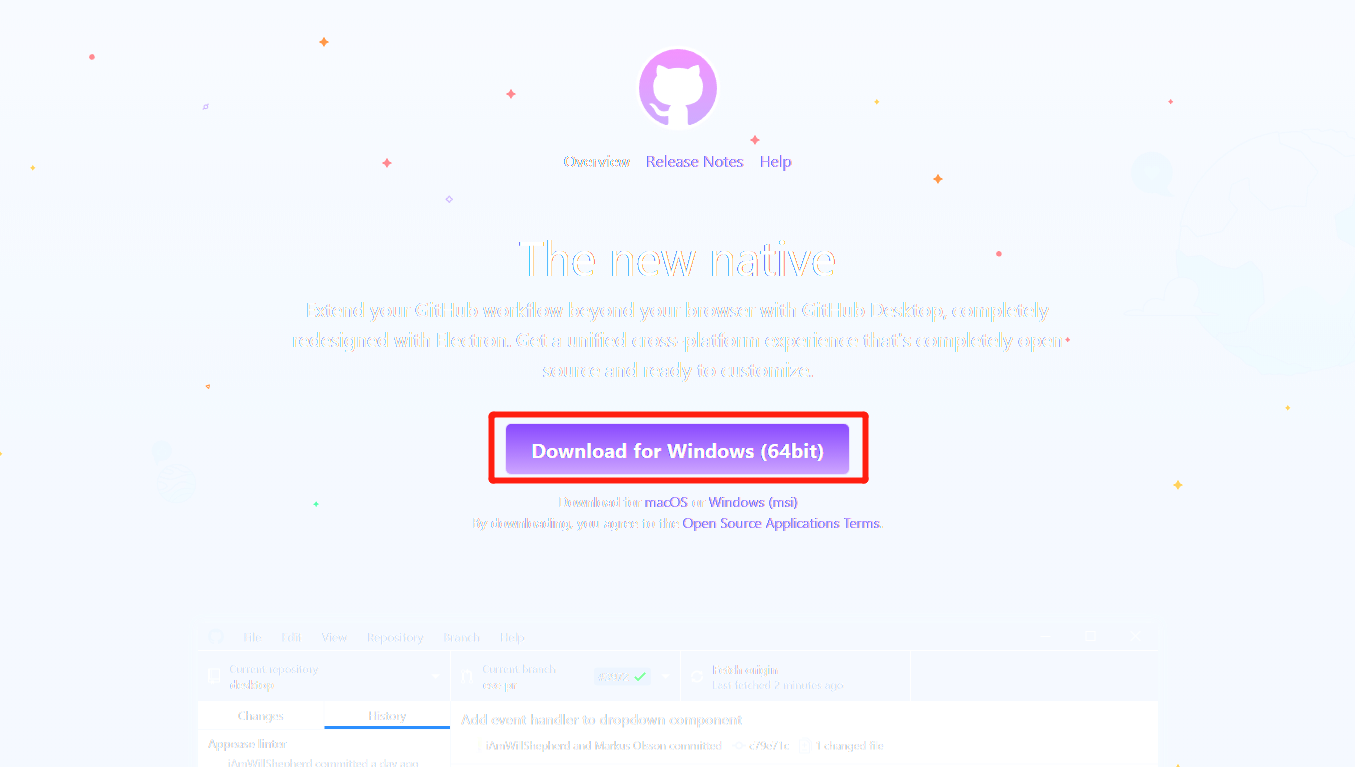 Overview Release Notes Help
The new native
Extend your GitHub workflow beyond your browser with GitHub Desktop, completely
redesigned with Electron. Get a unified cross-platform experience that's completely open
source and ready to customize.
Download for Windows (64bit)
Download for macOS or Windows (msi)
By downloading, you agree to the Open Source Applications Terms.
File Edit View Repository Branch Help
Current repository
desktop
Current branch
esc-pr
Fetch origin
Last fetched 2 minutes ago
Changes History
Add event handler to dropdown component
iAmWillShepherd and Markus Olsson committed c79e71c 1 changed file
Appease linter
iAmWillShepherd committed a day ago